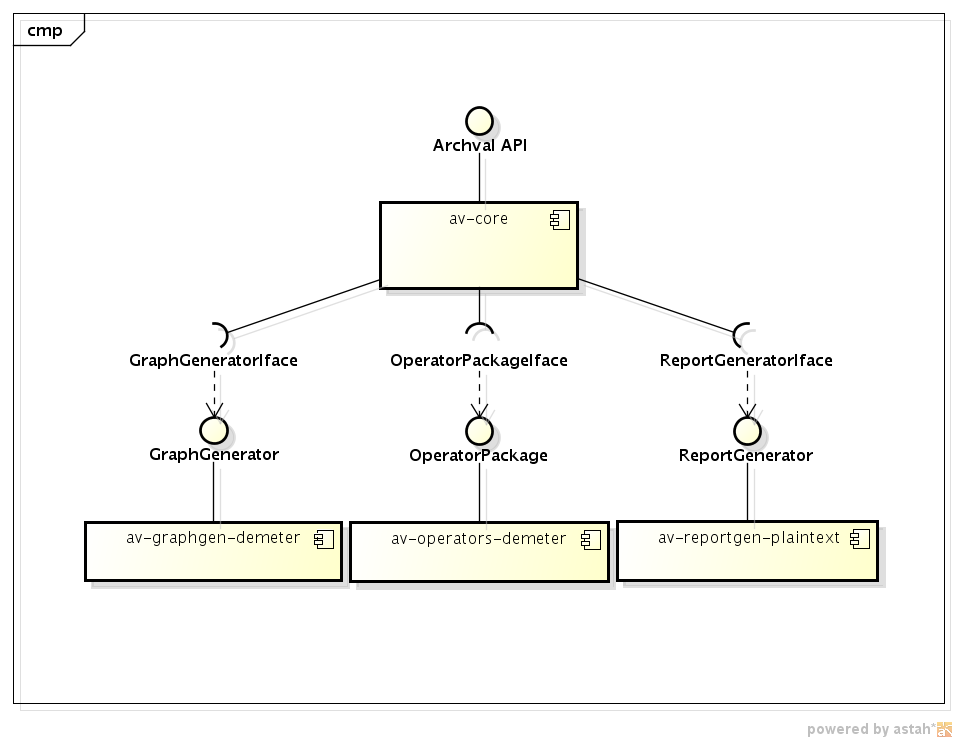 cmp
Archval API
av-core
GraphGeneratorIface
OperatorPackageIface
ReportGeneratorIface
GraphGenerator
OperatorPackage
ReportGenerator
av-graphgen-demeter
av-operators-demeter
av-reportgen-plaintext
powered by astah*